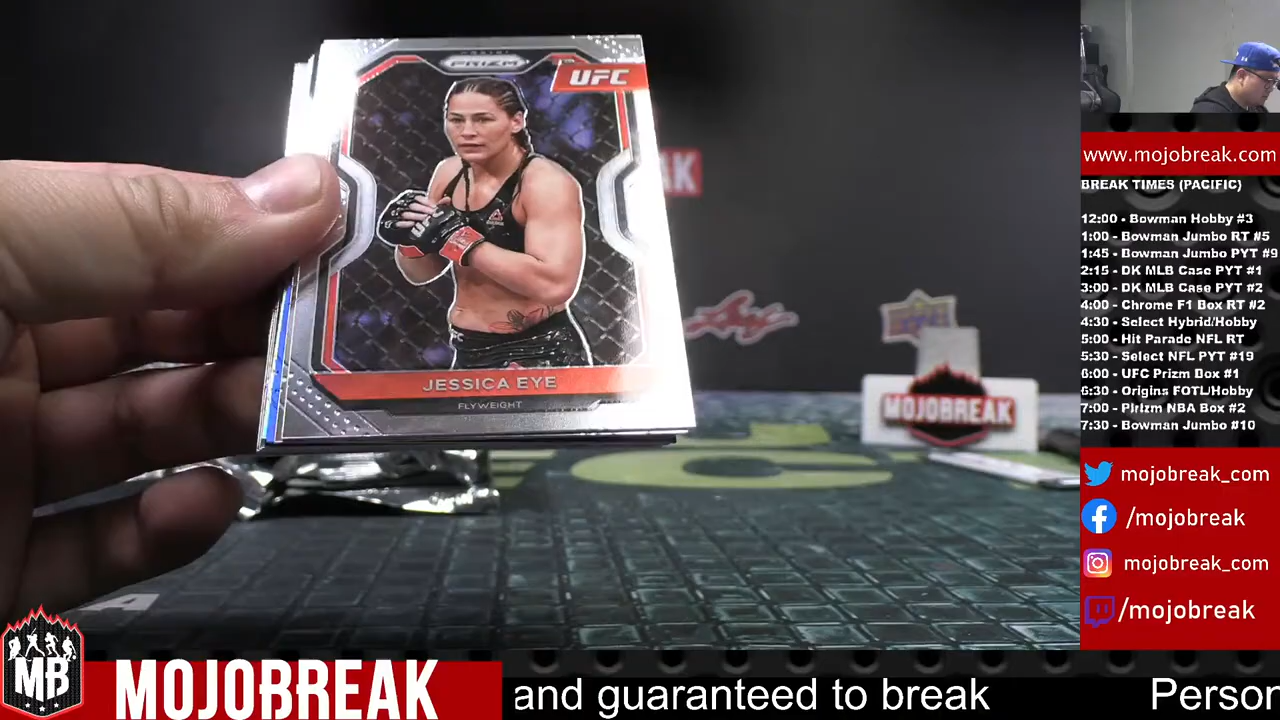 PRIZM
UFC
JESSICA EYE
FLYWEIGHT
AK
Leaf
MOJOBREAK
www.mojobreak.com
BREAK TIMES (PACIFIC)
12:00 • Bowman Hobby #3
1:00 - Bowman Jumbo RT #5
1:45 • Bowman Jumbo PYT #9
2:15 - DK MLB Case PYT #1
3:00 - DK MLB Case PYT #2
4:00 - Chrome F1 Box RT #2
4:30 - Select Hybrid/Hobby
5:00 - Hit Parade NFL RT
5:30 - Select NFL PYT #19
6:00 - UFC Prizm Box #1
6:30 - Origins FOTL/Hobby
7:00 - Pirizm NBA Box #2
7:30 - Bowman Jumbo #10
mojobreak_com
/mojobreak
mojobreak_com
/mojobreak
MB
MOJOBREAK
and guaranteed to break Person